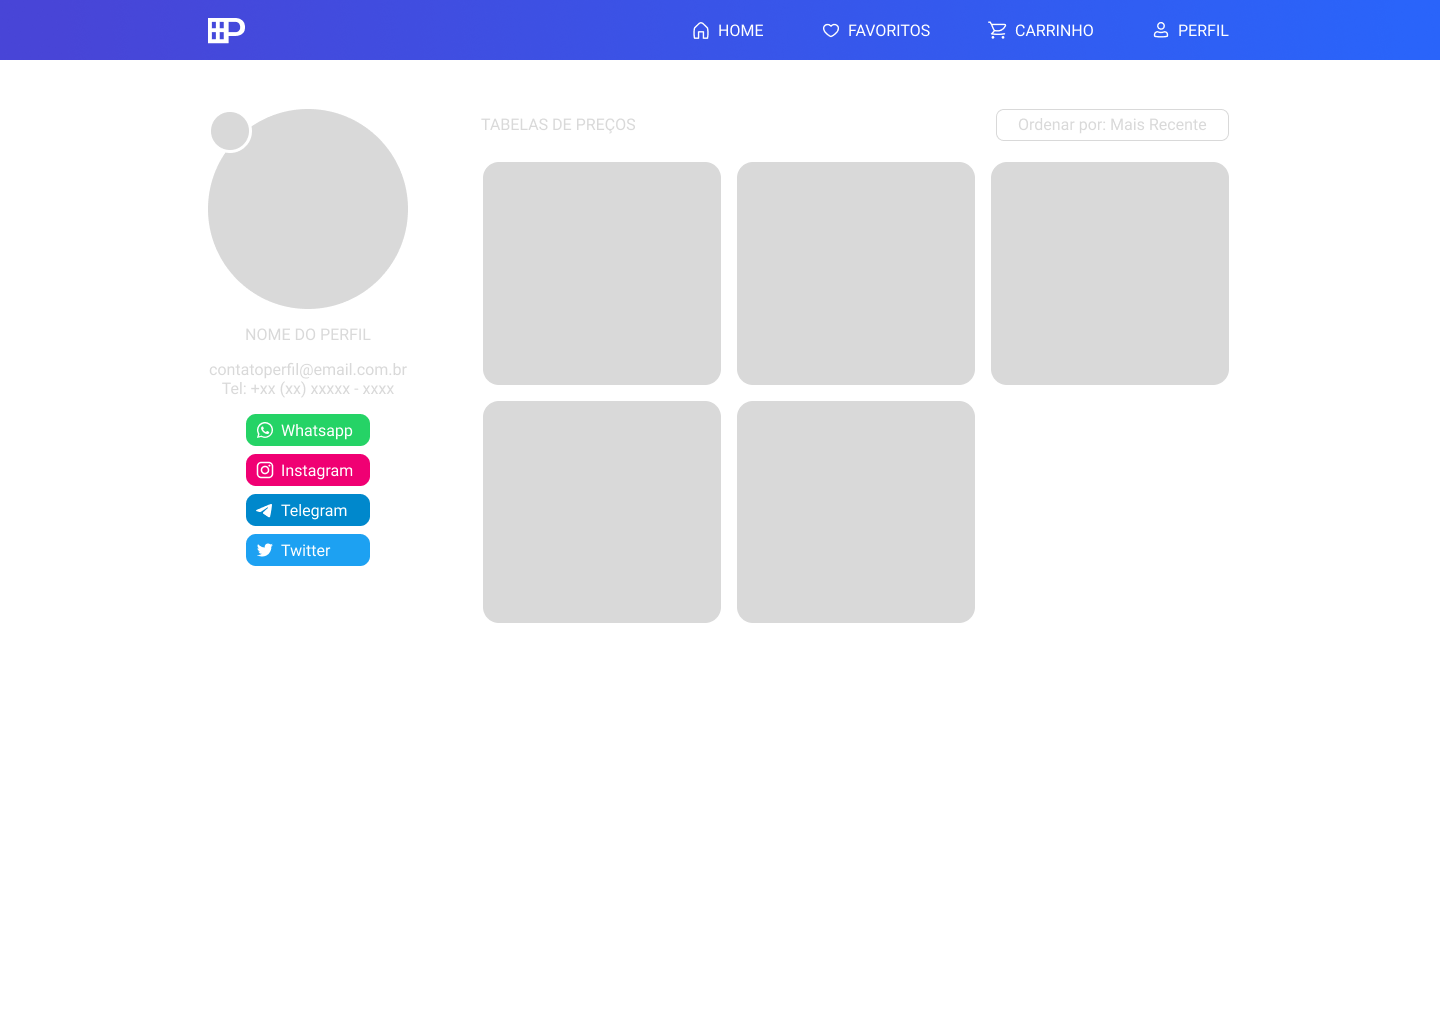 HOME
FAVORITOS
CARRINHO
PERFIL
TABELAS DE PREÇOS
Ordenar por: Mais Recente
NOME DO PERFIL
contatoperfil@email.com.br
Tel: +xx (xx) xxxxx - xxxx
Whatsapp
Instagram
Telegram
Twitter